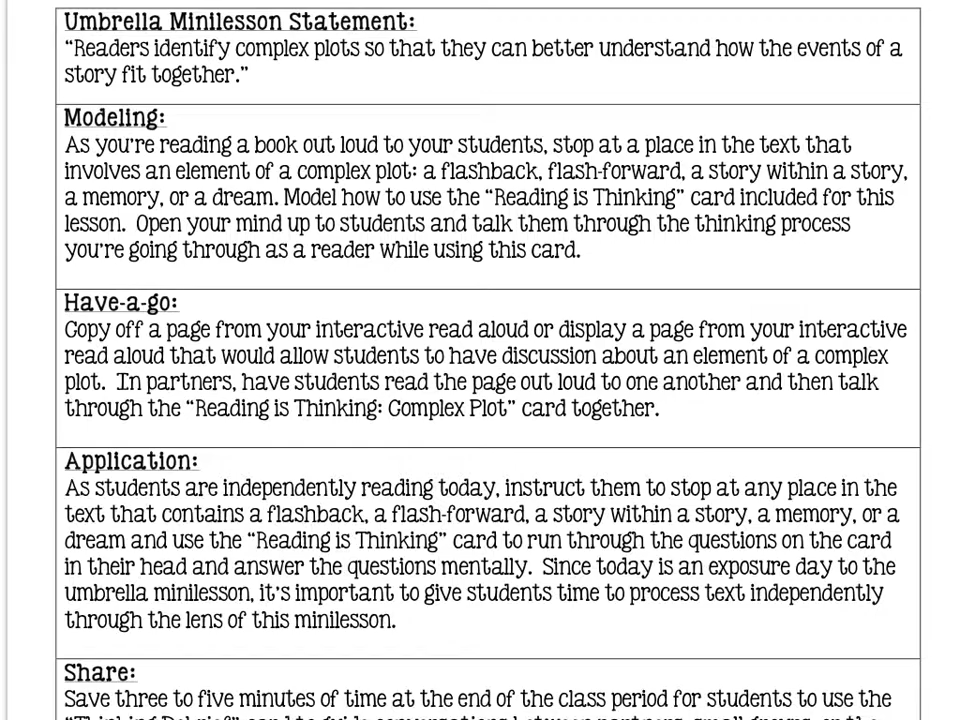 Umbrella Minilesson Statement:
“Readers identify complex plots so that they can better understand how the events of a
story fit together.”
Modeling:
As you’re reading a book out loud to your students, stop at a place in the text that
involves an element of a complex plot: a flashback, flash-forward, a story within a story,
a memory, or a dream. Model how to use the “Reading is Thinking” card included for this
lesson.  Open your mind up to students and talk them through the thinking process
you’re going through as a reader while using this card.
Have-a-go:
Copy off a page from your interactive read aloud or display a page from your interactive
read aloud that would allow students to have discussion about an element of a complex
plot.  In partners, have students read the page out loud to one another and then talk
through the “Reading is Thinking: Complex Plot” card together.
Application:
As students are independently reading today, instruct them to stop at any place in the
text that contains a flashback, a flash-forward, a story within a story, a memory, or a
dream and use the “Reading is Thinking” card to run through the questions on the card
in their head and answer the questions mentally.  Since today is an exposure day to the
umbrella minilesson, it’s important to give students time to process text independently
through the lens of this minilesson.
Share:
Save three to five minutes of time at the end of the class period for students to use the